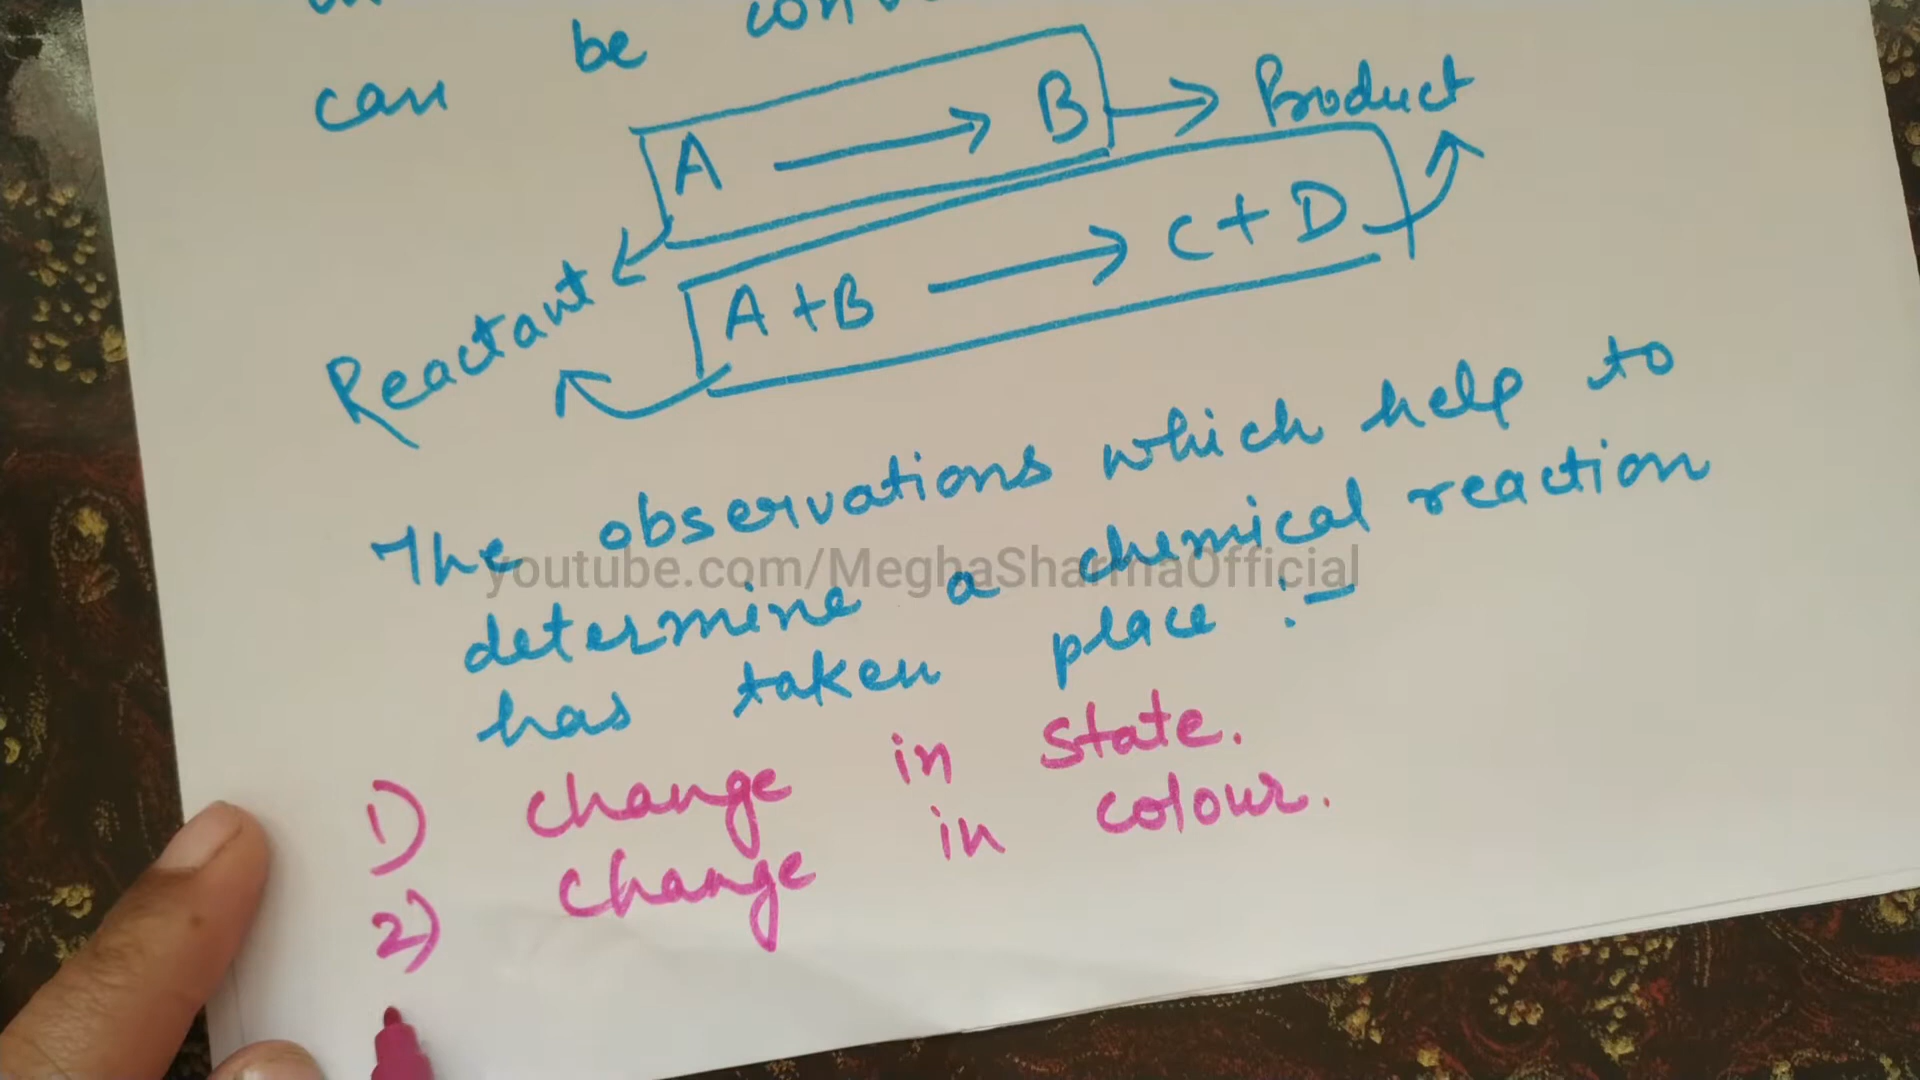 can be
A → B → Product
A + B → C + D
Reactant
The observations which help to
determine a chemical reaction
has taken place :-
1) change in state.
2) change in colour.
youtube.com/MeghaSharmaOfficial